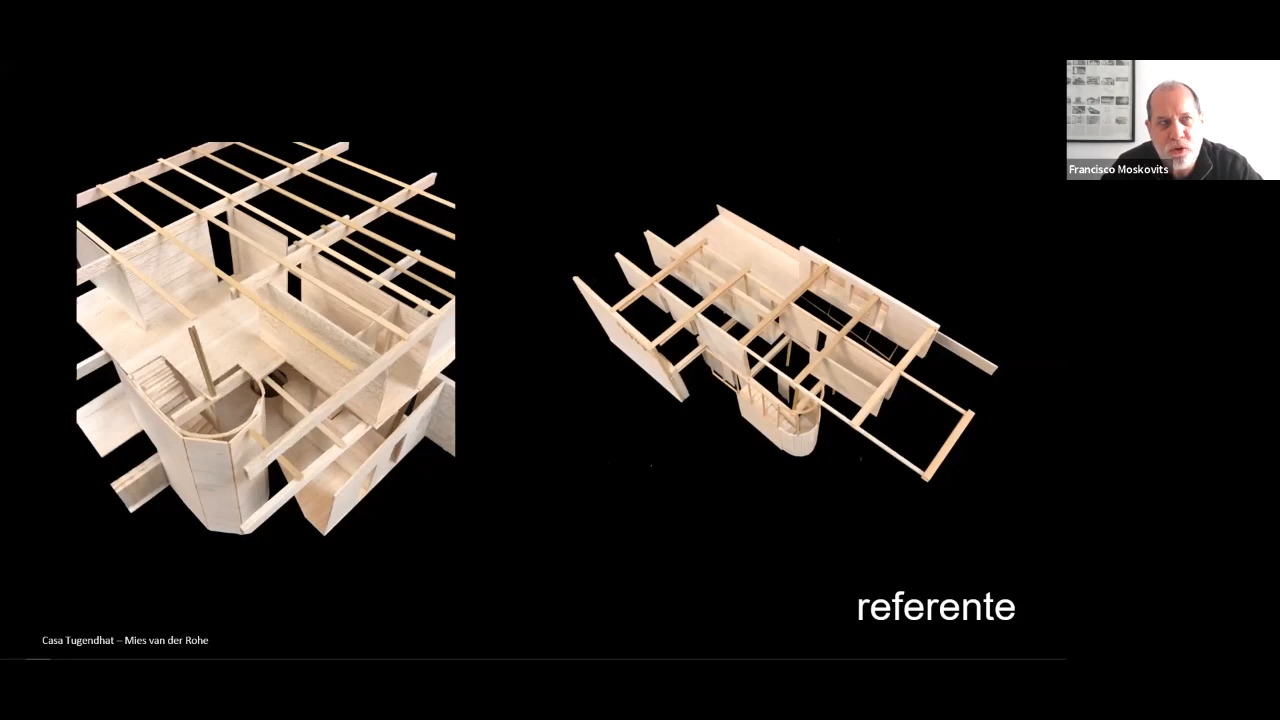 Francisco Moskovits
referente
Casa Tugendhat – Mies van der Rohe